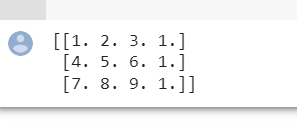 [[1. 2. 3. 1.]
[4. 5. 6. 1.]
[7. 8. 9. 1.]]